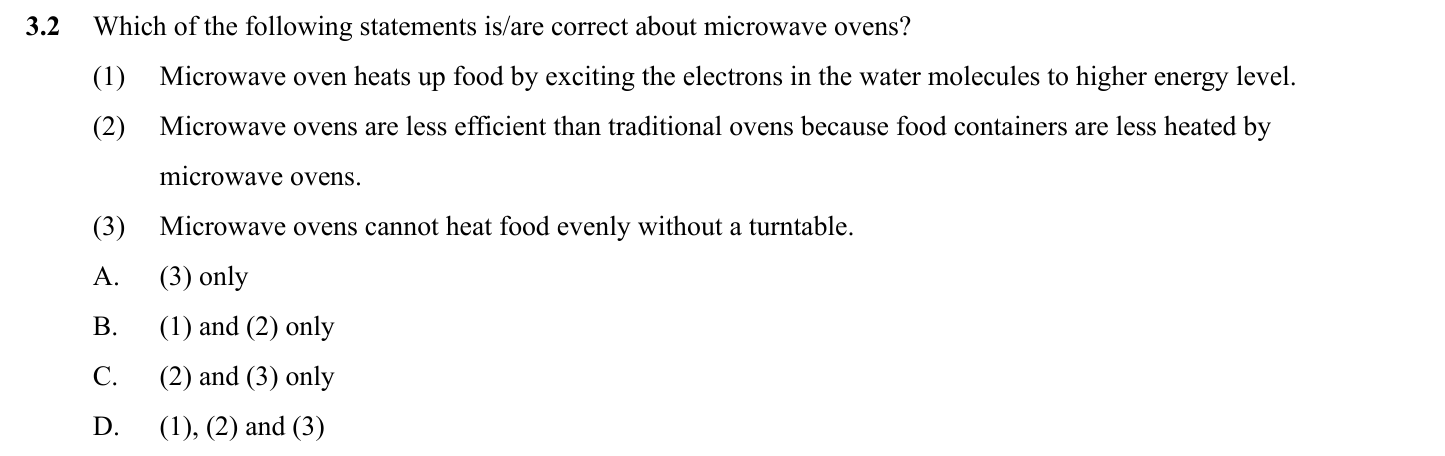 3.2 Which of the following statements is/are correct about microwave ovens?
(1) Microwave oven heats up food by exciting the electrons in the water molecules to higher energy level.
(2) Microwave ovens are less efficient than traditional ovens because food containers are less heated by
microwave ovens.
(3) Microwave ovens cannot heat food evenly without a turntable.
A. (3) only
B. (1) and (2) only
C. (2) and (3) only
D. (1), (2) and (3)